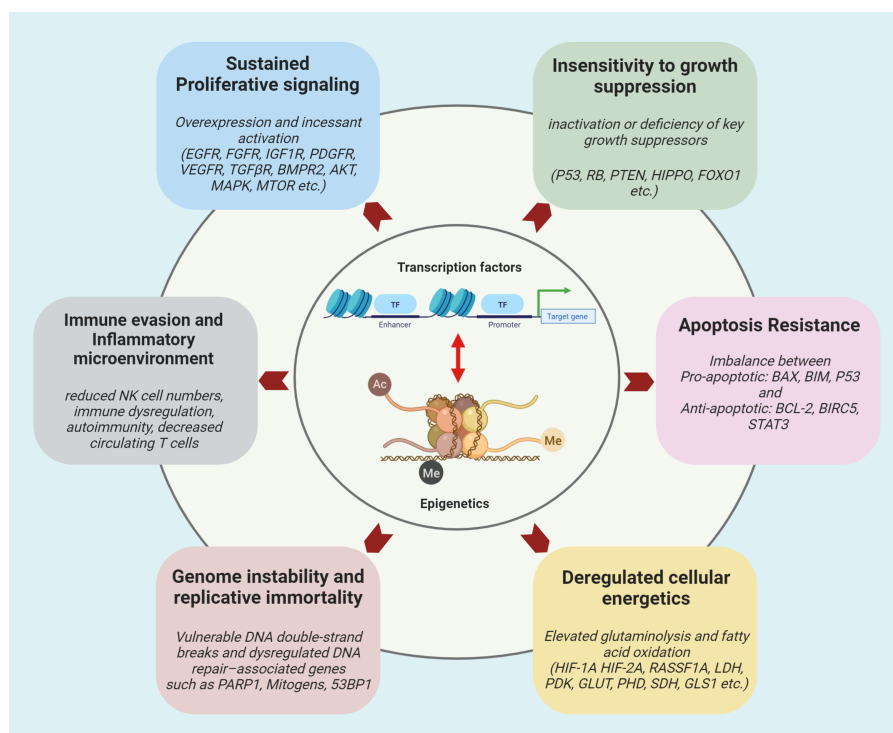 Sustained
Proliferative signaling
Overexpression and incessant
activation
(EGFR, FGFR, IGF1R, PDGFR,
VEGFR, TGFβR, BMPR2, AKT,
MAPK, MTOR etc.)
Insensitivity to growth
suppression
inactivation or deficiency of key
growth suppressors
(P53, RB, PTEN, HIPPO, FOXO1
etc.)
Transcription factors
TF
TF
Enhancer
Promoter
Target gene
Immune evasion and
Inflammatory
microenvironment
reduced NK cell numbers,
immune dysregulation,
autoimmunity, decreased
circulating T cells
Apoptosis Resistance
Imbalance between
Pro-apoptotic: BAX, BIM, P53
and
Anti-apoptotic: BCL-2, BIRC5,
STAT3
Ac
Me
Me
Epigenetics
Genome instability and
replicative immortality
Vulnerable DNA double-strand
breaks and dysregulated DNA
repair–associated genes
such as PARP1, Mitogens, 53BP1
Deregulated cellular
energetics
Elevated glutaminolysis and fatty
acid oxidation
(HIF-1A HIF-2A, RASSF1A, LDH,
PDK, GLUT, PHD, SDH, GLS1 etc.)